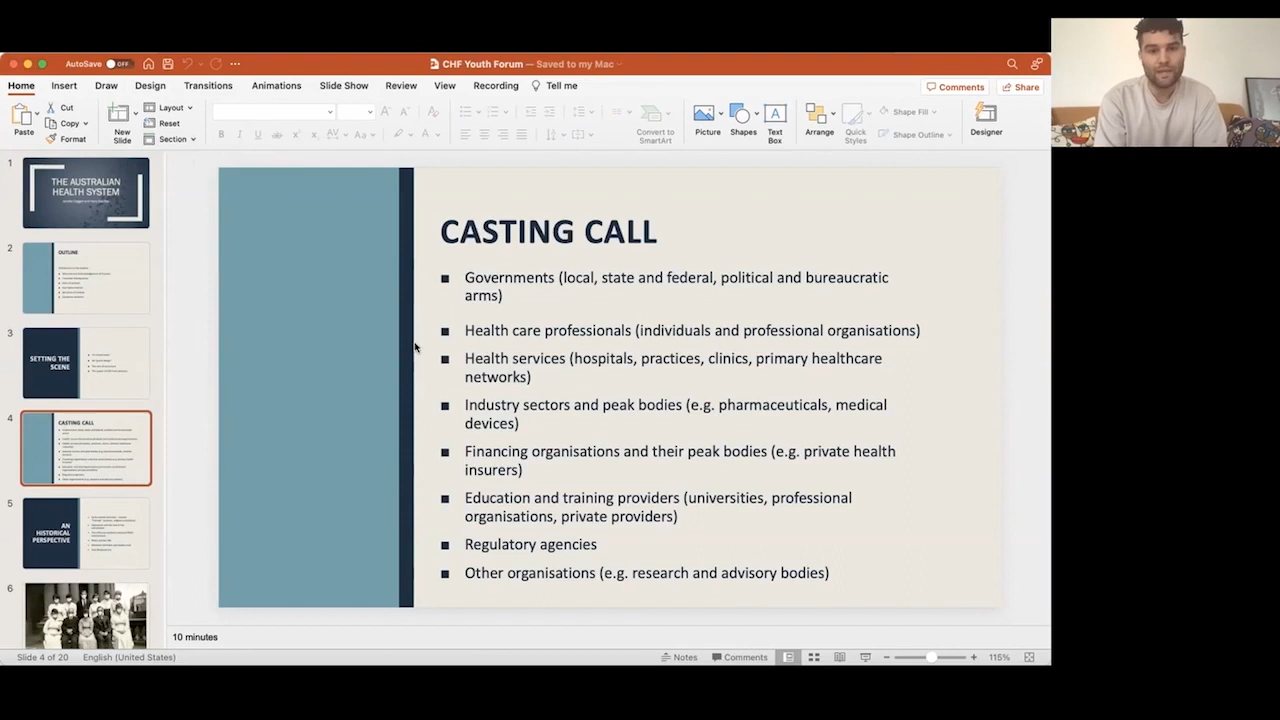 AutoSave OFF
CHF Youth Forum — Saved to my Mac
Home Insert Draw Design Transitions Animations Slide Show Review View Recording Tell me
Comments Share
Paste
Cut
Copy
Format
New Slide
Layout
Reset
Section
Convert to SmartArt
Picture
Shapes
Text Box
Arrange
Quick Styles
Shape Fill
Shape Outline
Designer
1
THE AUSTRALIAN
HEALTH SYSTEM
2
OUTLINE
3
SETTING THE
SCENE
4
CASTING CALL
5
AN
HISTORICAL
PERSPECTIVE
6
CASTING CALL
Governments (local, state and federal, political and bureaucratic
arms)
Health care professionals (individuals and professional organisations)
Health services (hospitals, practices, clinics, primary healthcare
networks)
Industry sectors and peak bodies (e.g. pharmaceuticals, medical
devices)
Financing organisations and their peak bodies (e.g. private health
insurers)
Education and training providers (universities, professional
organisations, private providers)
Regulatory agencies
Other organisations (e.g. research and advisory bodies)
10 minutes
Slide 4 of 20 English (United States)
Notes Comments 115%